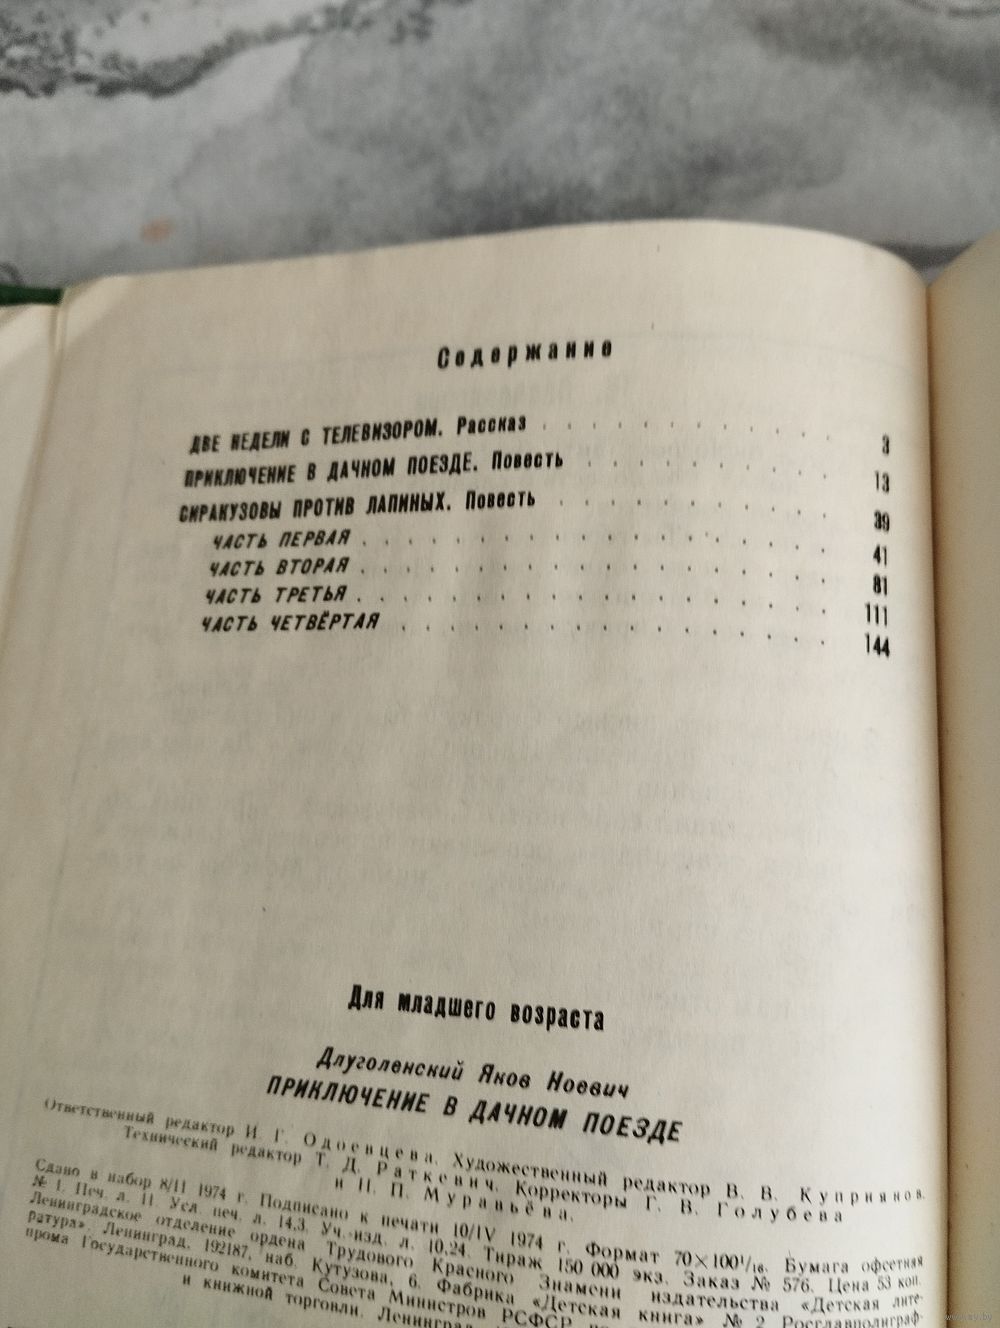 Содержание
ДВЕ НЕДЕЛИ С ТЕЛЕВИЗОРОМ. Рассказ . . . . . . . . . . . 3
ПРИКЛЮЧЕНИЕ В ДАЧНОМ ПОЕЗДЕ. Повесть . . . . . . . . . 13
СИРАКУЗОВЫ ПРОТИВ ЛАПИНЫХ. Повесть . . . . . . . . . . 39
ЧАСТЬ ПЕРВАЯ . . . . . . . . . . . . . . . 41
ЧАСТЬ ВТОРАЯ . . . . . . . . . . . . . . . 81
ЧАСТЬ ТРЕТЬЯ . . . . . . . . . . . . . . . 111
ЧАСТЬ ЧЕТВЁРТАЯ . . . . . . . . . . . . . . 144
Для младшего возраста
Длуголенский Яков Ноевич
ПРИКЛЮЧЕНИЕ В ДАЧНОМ ПОЕЗДЕ
Ответственный редактор И. Г. Одоевцева. Художественный редактор В. В. Куприянов.
Технический редактор Т. Д. Раткевич. Корректоры Г. В. Голубева
и Н. П. Муравьёва.
Сдано в набор 8/II 1974 г. Подписано к печати 10/IV 1974 г. Формат 70×100¹/₁₆. Бумага офсетная
№ 1. Печ. л. 11. Усл. печ. л. 14,3. Уч.-изд. л. 10,24. Тираж 150 000 экз. Заказ № 576. Цена 53 коп.
Ленинградское отделение ордена Трудового Красного Знамени издательства «Детская лите-
ратура». Ленинград, 192187, наб. Кутузова, 6. Фабрика «Детская книга» № 2 Росглавполиграф-
прома Государственного комитета Совета Министров РСФСР по
и книжной торговли. Ленинград,